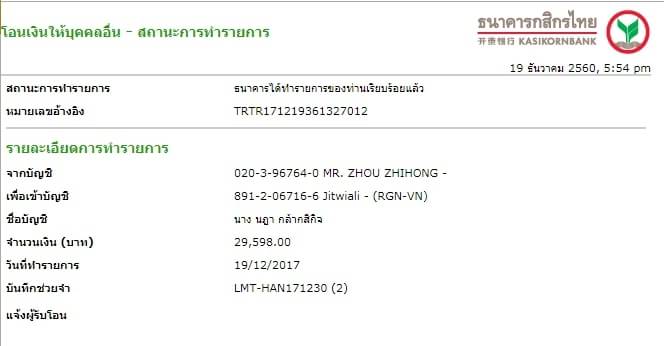 ธนาคารกสิกรไทย
开泰银行 KASIKORNBANK
โอนเงินให้บุคคลอื่น - สถานะการทำรายการ
19 ธันวาคม 2560, 5:54 pm
สถานะการทำรายการ ธนาคารได้ทำรายการของท่านเรียบร้อยแล้ว
หมายเลขอ้างอิง TRTR171219361327012
รายละเอียดการทำรายการ
จากบัญชี 020-3-96764-0 MR. ZHOU ZHIHONG -
เพื่อเข้าบัญชี 891-2-06716-6 Jitwiali - (RGN-VN)
ชื่อบัญชี นาง นฎา กล้ากสิกิจ
จำนวนเงิน (บาท) 29,598.00
วันที่ทำรายการ 19/12/2017
บันทึกช่วยจำ LMT-HAN171230 (2)
แจ้งผู้รับโอน